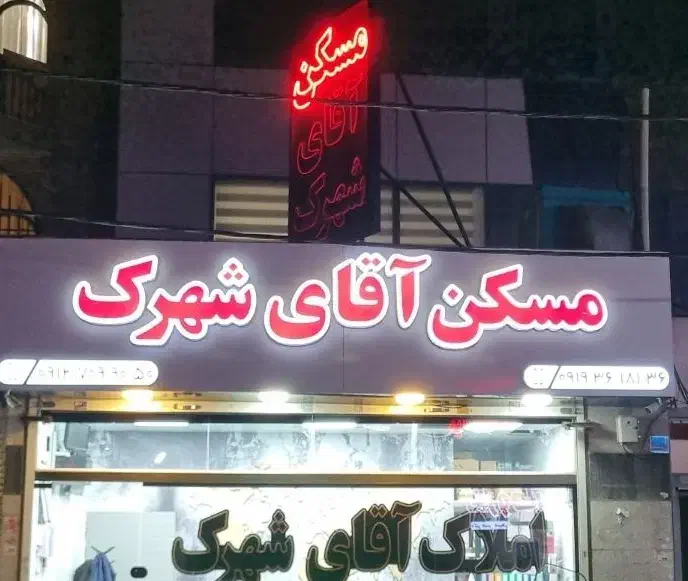 مسکن
آقای
شهرک
مسکن آقای شهرک
۰۹۱۲ ۷۰۹ ۹۰ ۵۰
۰۹۱۹ ۳۶ ۱۸۱ ۳۶
املاک آقای شهرک